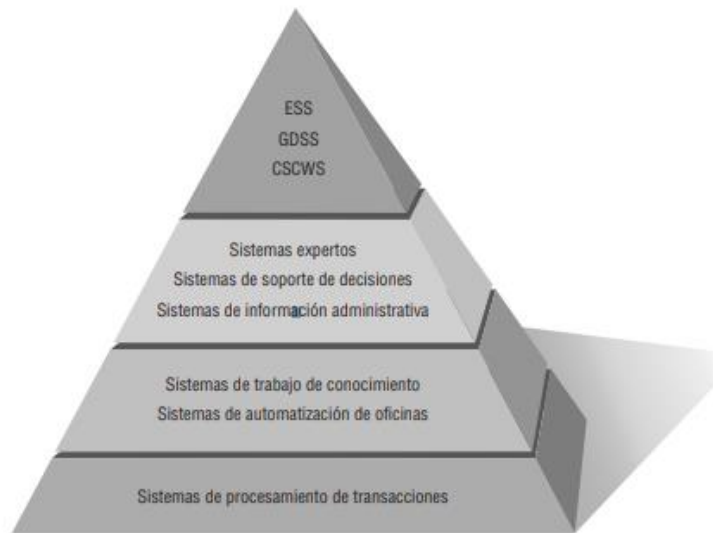 ESS
GDSS
CSCWS
Sistemas expertos
Sistemas de soporte de decisiones
Sistemas de información administrativa
Sistemas de trabajo de conocimiento
Sistemas de automatización de oficinas
Sistemas de procesamiento de transacciones